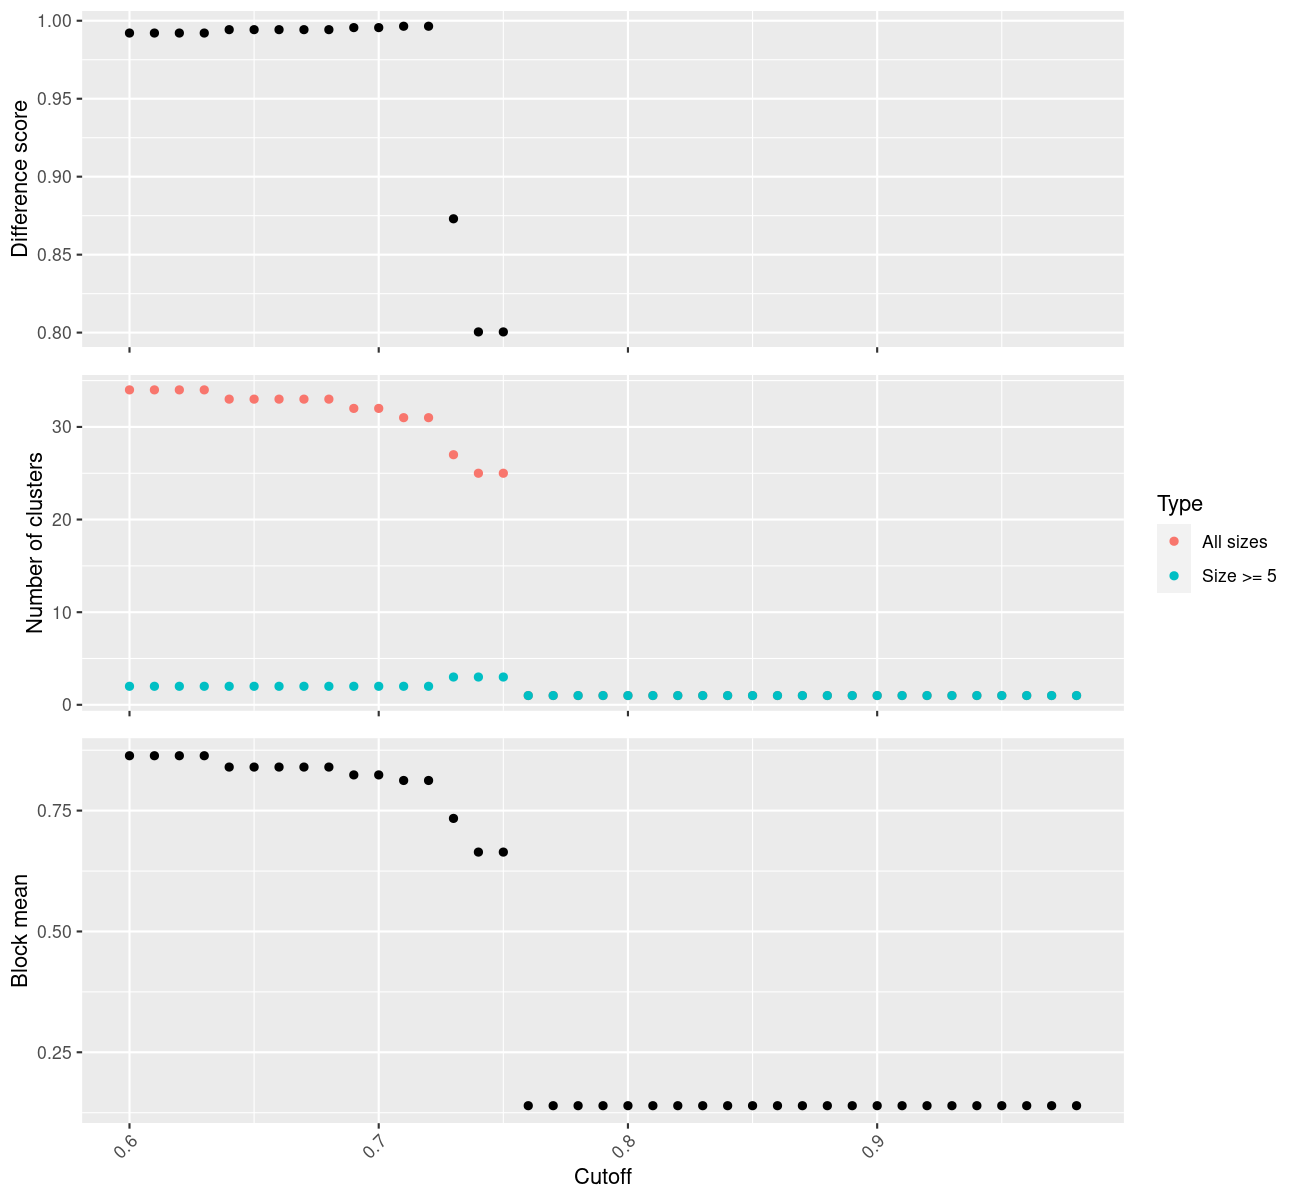 1.00
0.95
0.90
0.85
0.80
Difference score
30
20
10
0
Number of clusters
Type
All sizes
Size >= 5
0.75
0.50
0.25
Block mean
0.6
0.7
0.8
0.9
Cutoff